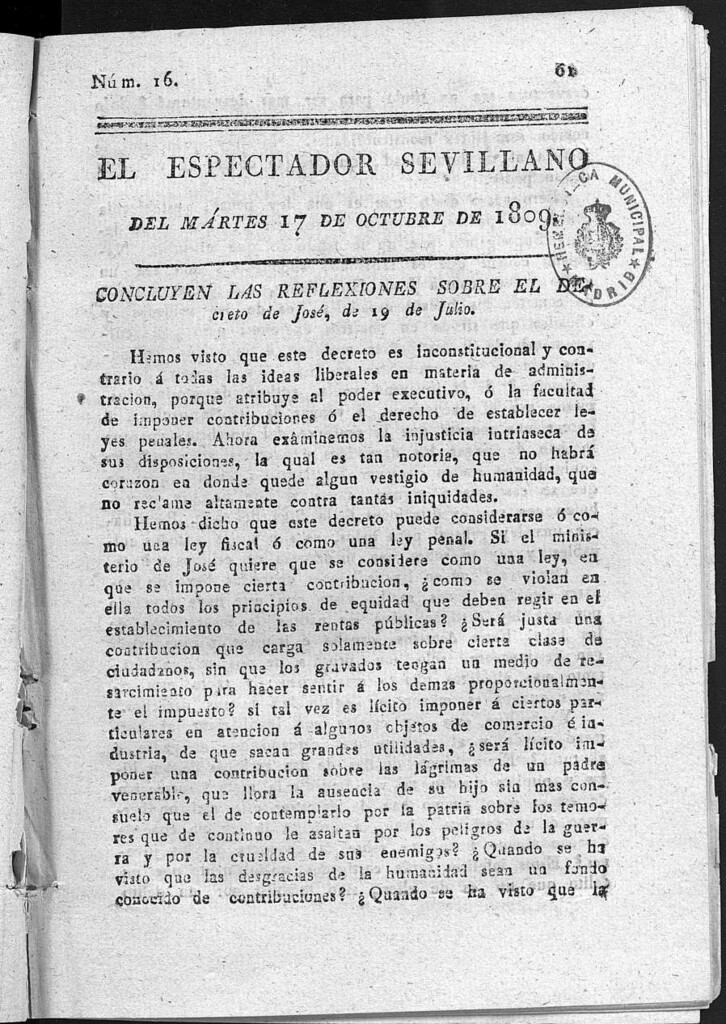 Núm. 16.
61
EL ESPECTADOR SEVILLANO
DEL MÁRTES 17 DE OCTUBRE DE 1809.
HEMEROTECA MUNICIPAL
MADRID
CONCLUYEN LAS REFLEXIONES SOBRE EL DE-
creto de José, de 19 de Julio.
Hemos visto que este decreto es inconstitucional y con-
trario á todas las ideas liberales en materia de adminis-
tracion, porque atribuye al poder executivo, ó la facultad
de imponer contribuciones ó el derecho de establecer le-
yes penales. Ahora exâminemos la injusticia intrinseca de
sus disposiciones, la qual es tan notoria, que no habrá
corazon en donde quede algun vestigio de humanidad, que
no reclame altamente contra tantas iniquidades.
Hemos dicho que este decreto puede considerarse ó co-
mo una ley fiscal ó como una ley penal. Si el minis-
terio de José quiere que se considere como una ley, en
que se impone cierta contribucion, ¿como se violan en
ella todos los principios de equidad que deben regir en el
establecimiento de las rentas públicas? ¿Será justa una
contribucion que carga solamente sobre cierta clase de
ciudadanos, sin que los gravados tengan un medio de re-
sarcimiento para hacer sentir á los demas proporcionalmen-
te el impuesto? si tal vez es lícito imponer á ciertos par-
ticulares en atencion á algunos objetos de comercio é in-
dustria, de que sacan grandes utilidades, ¿será lícito im-
poner una contribucion sobre las lágrimas de un padre
venerable, que llora la ausencia de su hijo sin mas con-
suelo que el de contemplarlo por la patria sobre los temo-
res que de continuo le asaltan por los peligros de la guer-
ra y por la crueldad de sus enemigos? ¿Quando se ha
visto que las desgracias de la humanidad sean un fondo
conocido de contribuciones? ¿Quando se ha visto que la